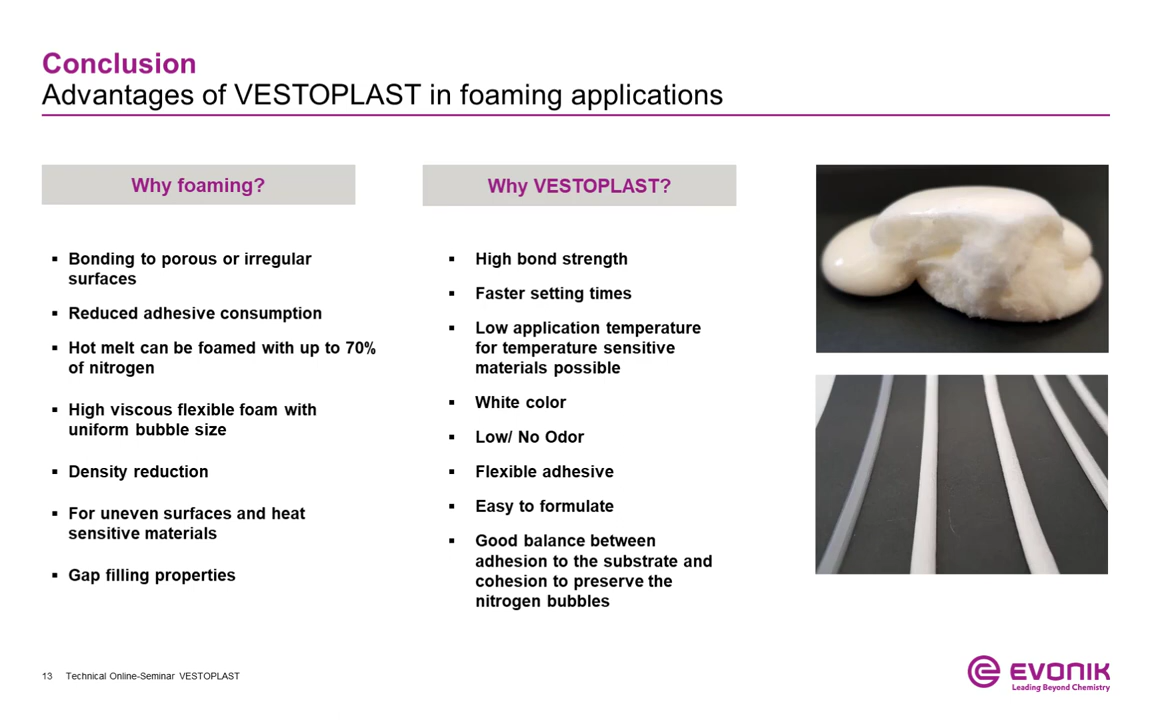 Conclusion
Advantages of VESTOPLAST in foaming applications
Why foaming?
▪ Bonding to porous or irregular
surfaces
▪ Reduced adhesive consumption
▪ Hot melt can be foamed with up to 70%
of nitrogen
▪ High viscous flexible foam with
uniform bubble size
▪ Density reduction
▪ For uneven surfaces and heat
sensitive materials
▪ Gap filling properties
Why VESTOPLAST?
▪ High bond strength
▪ Faster setting times
▪ Low application temperature
for temperature sensitive
materials possible
▪ White color
▪ Low/ No Odor
▪ Flexible adhesive
▪ Easy to formulate
▪ Good balance between
adhesion to the substrate and
cohesion to preserve the
nitrogen bubbles
13 Technical Online-Seminar VESTOPLAST
EVONIK
Leading Beyond Chemistry